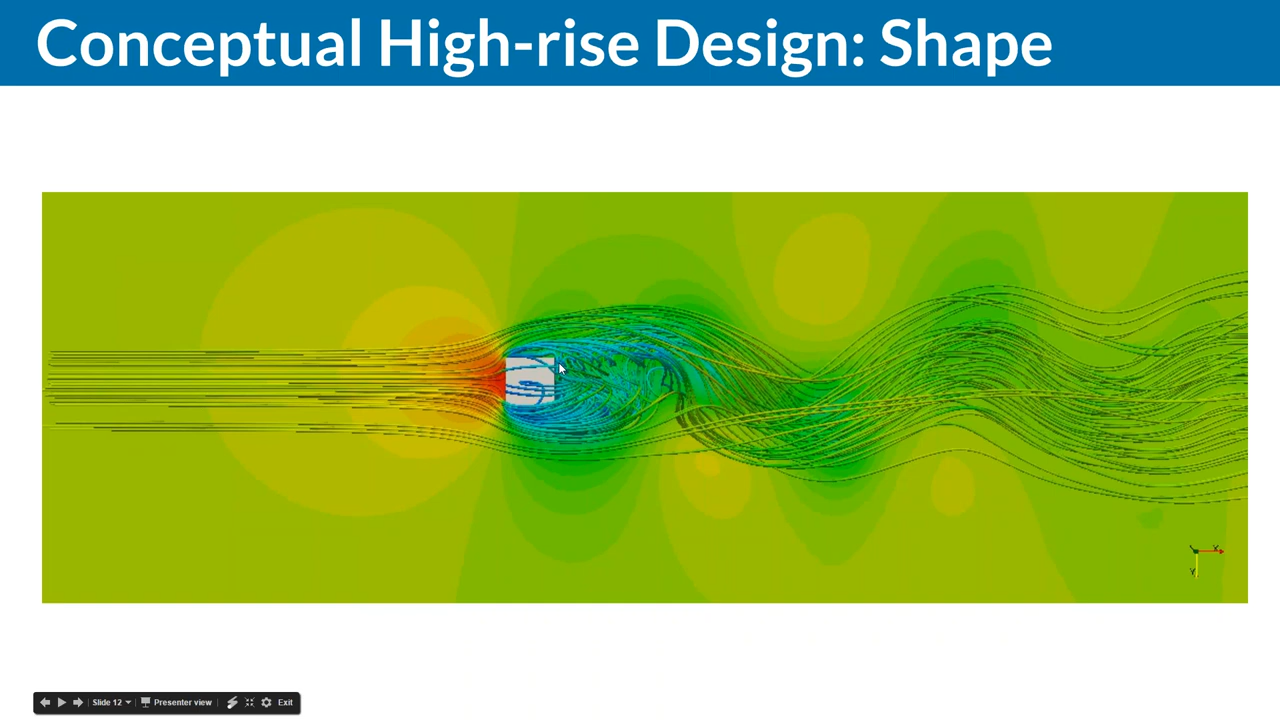 Conceptual High-rise Design: Shape
X
Y
Slide 12
Presenter view
Exit